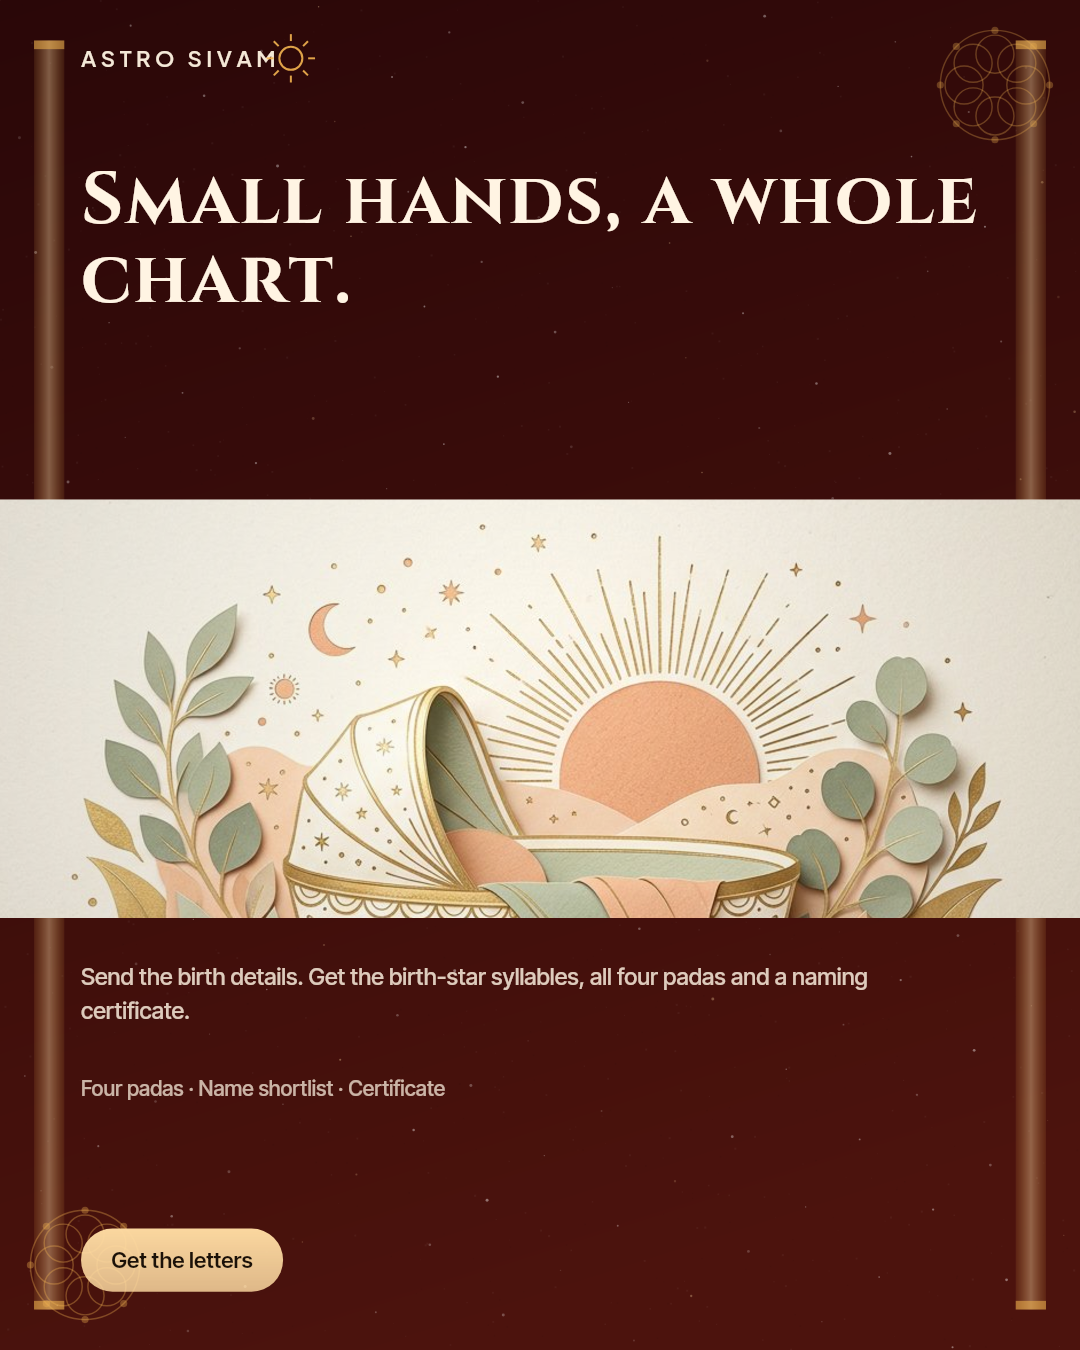 ASTRO SIVAM
Small hands, a whole
chart.
Send the birth details. Get the birth-star syllables, all four padas and a naming
certificate.
Four padas · Name shortlist · Certificate
Get the letters